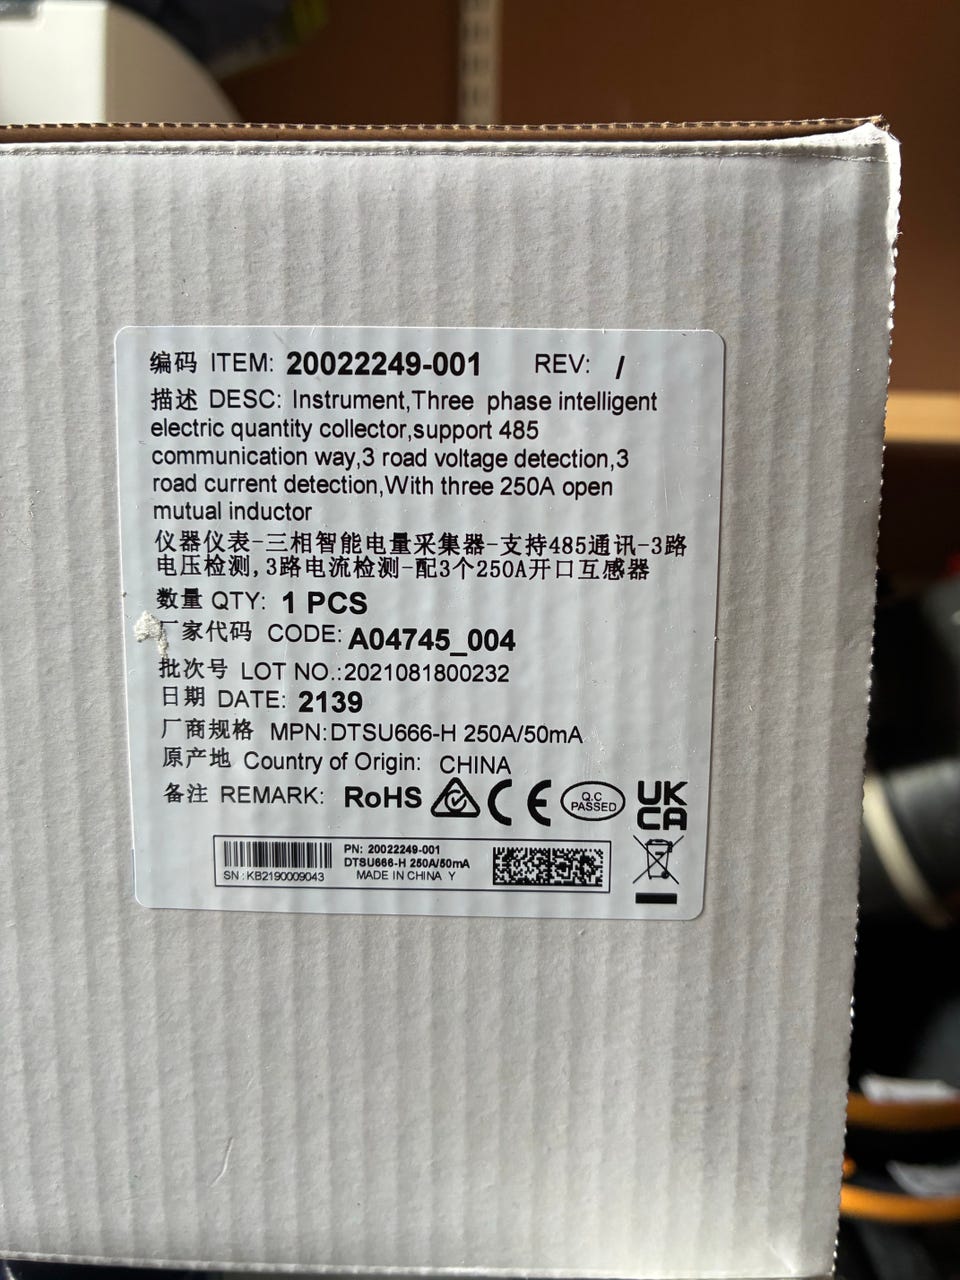 编码 ITEM: 20022249-001 REV: /
描述 DESC: Instrument,Three phase intelligent
electric quantity collector,support 485
communication way,3 road voltage detection,3
road current detection,With three 250A open
mutual inductor
仪器仪表-三相智能电量采集器-支持485通讯-3路
电压检测,3路电流检测-配3个250A开口互感器
数量 QTY: 1 PCS
厂家代码 CODE: A04745_004
批次号 LOT NO.:2021081800232
日期 DATE: 2139
厂商规格 MPN:DTSU666-H 250A/50mA
原产地 Country of Origin: CHINA
备注 REMARK: RoHS CE Q.C PASSED UK CA
PN: 20022249-001
DTSU666-H 250A/50mA
SN:KB2190009043 MADE IN CHINA Y